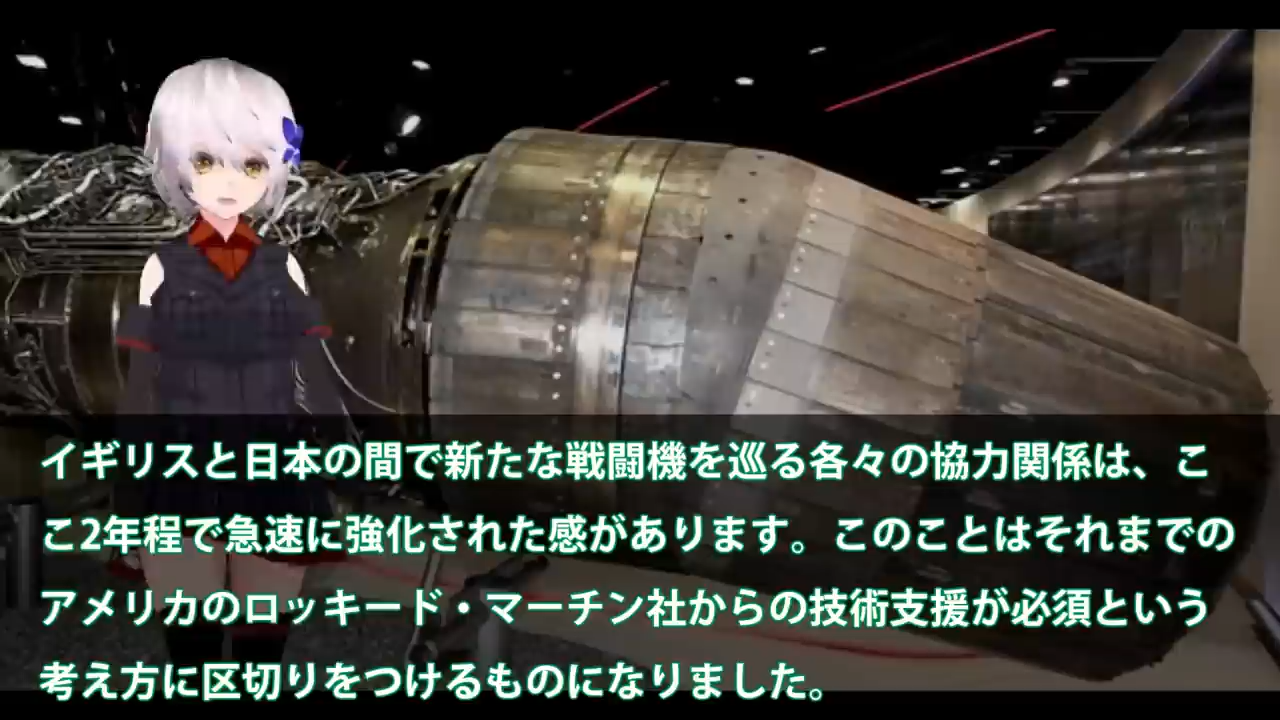 イギリスと日本の間で新たな戦闘機を巡る各々の協力関係は、こ
こ2年程で急速に強化された感があります。このことはそれまでの
アメリカのロッキード・マーチン社からの技術支援が必須という
考え方に区切りをつけるものになりました。